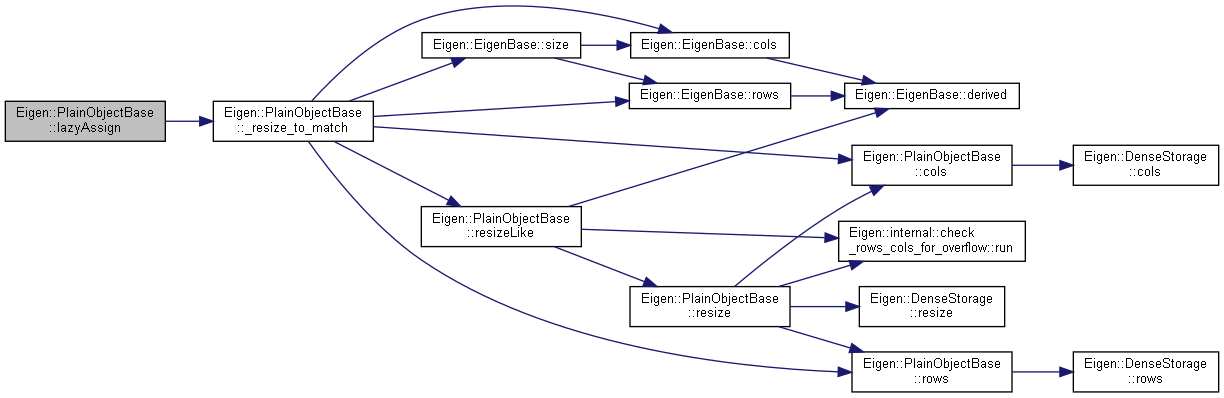 Eigen::PlainObjectBase
::lazyAssign
Eigen::PlainObjectBase
::_resize_to_match
Eigen::EigenBase::size
Eigen::EigenBase::cols
Eigen::EigenBase::rows
Eigen::EigenBase::derived
Eigen::PlainObjectBase
::cols
Eigen::DenseStorage
::cols
Eigen::PlainObjectBase
::resizeLike
Eigen::internal::check
_rows_cols_for_overflow::run
Eigen::PlainObjectBase
::resize
Eigen::DenseStorage
::resize
Eigen::PlainObjectBase
::rows
Eigen::DenseStorage
::rows